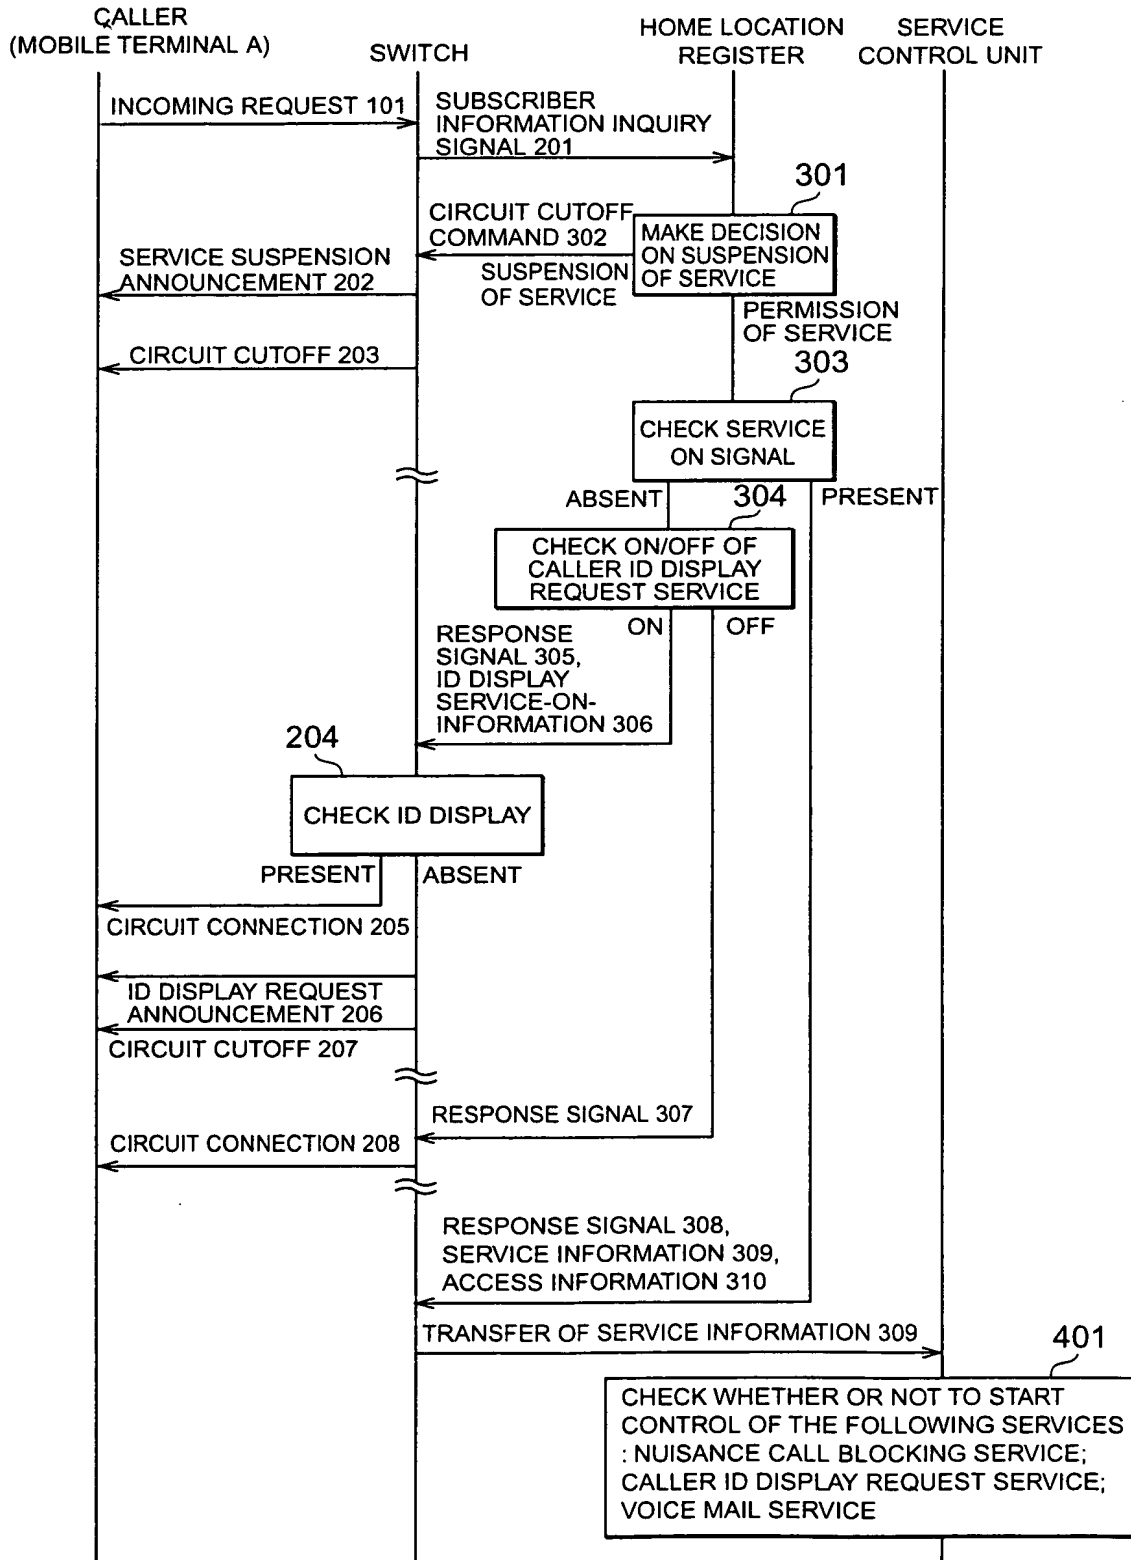 CALLER
(MOBILE TERMINAL A)
SWITCH
HOME LOCATION
REGISTER
SERVICE
CONTROL UNIT
INCOMING REQUEST 101
SUBSCRIBER
INFORMATION INQUIRY
SIGNAL 201
301
MAKE DECISION
ON SUSPENSION
OF SERVICE
CIRCUIT CUTOFF
COMMAND 302
SUSPENSION
OF SERVICE
SERVICE SUSPENSION
ANNOUNCEMENT 202
PERMISSION
OF SERVICE
CIRCUIT CUTOFF 203
303
CHECK SERVICE
ON SIGNAL
ABSENT
PRESENT
304
CHECK ON/OFF OF
CALLER ID DISPLAY
REQUEST SERVICE
ON
OFF
RESPONSE
SIGNAL 305,
ID DISPLAY
SERVICE-ON-
INFORMATION 306
204
CHECK ID DISPLAY
PRESENT
ABSENT
CIRCUIT CONNECTION 205
ID DISPLAY REQUEST
ANNOUNCEMENT 206
CIRCUIT CUTOFF 207
RESPONSE SIGNAL 307
CIRCUIT CONNECTION 208
RESPONSE SIGNAL 308,
SERVICE INFORMATION 309,
ACCESS INFORMATION 310
TRANSFER OF SERVICE INFORMATION 309
401
CHECK WHETHER OR NOT TO START
CONTROL OF THE FOLLOWING SERVICES
: NUISANCE CALL BLOCKING SERVICE;
CALLER ID DISPLAY REQUEST SERVICE;
VOICE MAIL SERVICE